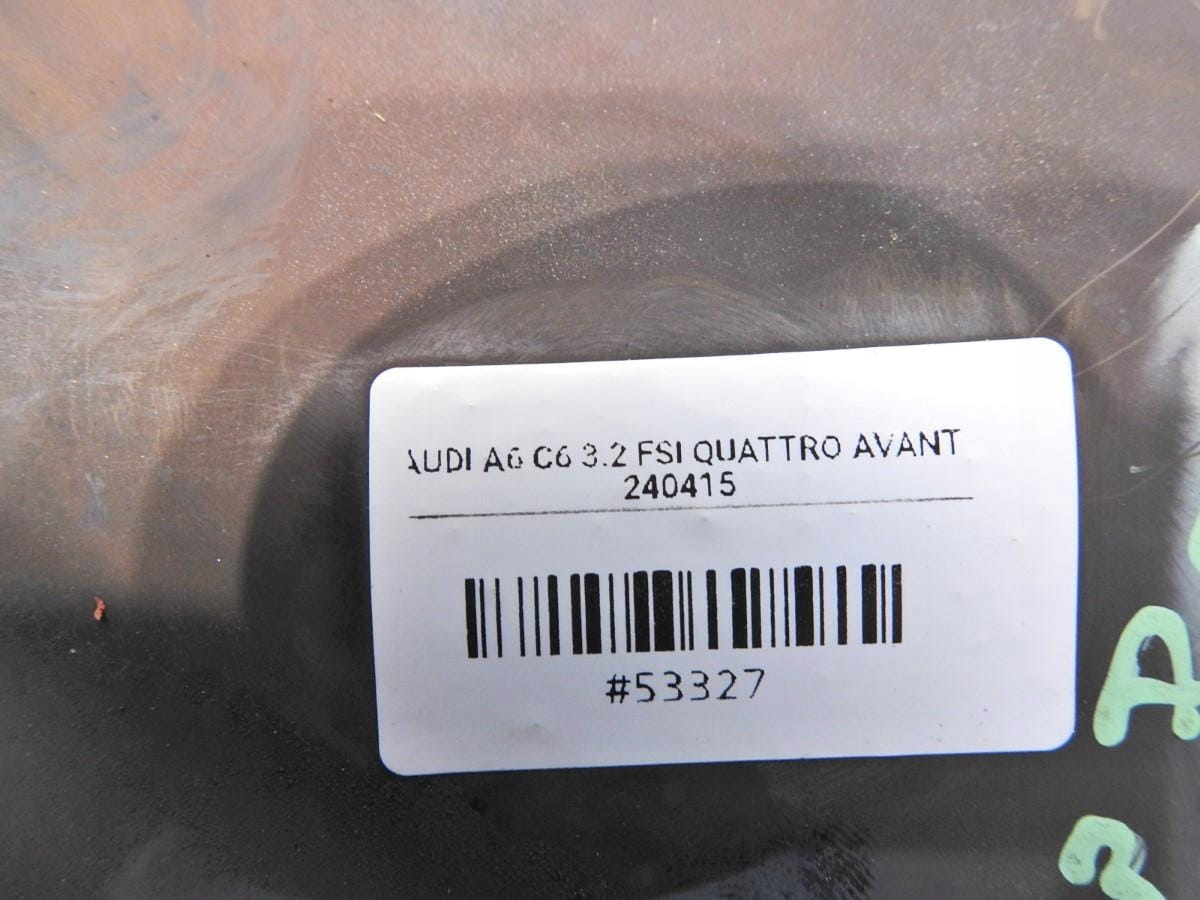 AUDI A6 C6 3.2 FSI QUATTRO AVANT
240415
#53327
A